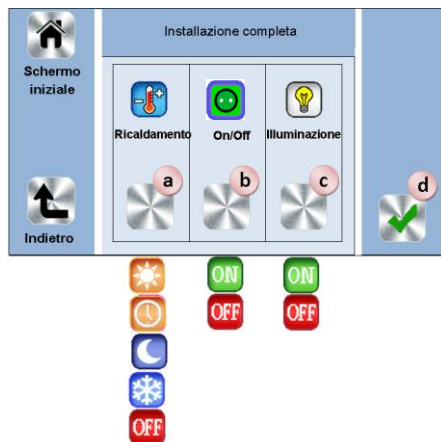 Installazione completa
Schermo
iniziale
Ricaldamento
On/Off
Illuminazione
a
b
c
d
Indietro
ON
ON
OFF
OFF
OFF